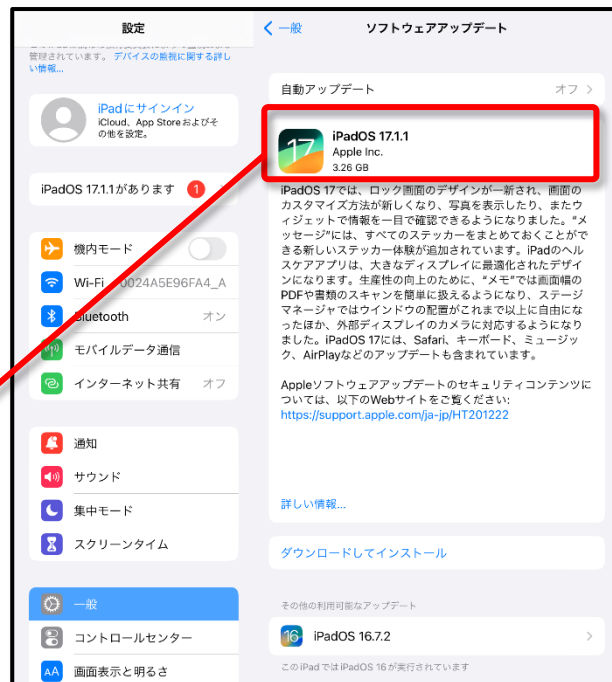 設定
管理されています。デバイスの監視に関する詳し
い情報...
iPadにサインイン
iCloud、App Storeおよびそ
の他を設定。
iPadOS 17.1.1があります 1
機内モード
Wi-Fi 0024A5E96FA4_A
Bluetooth オン
モバイルデータ通信
インターネット共有 オフ
通知
サウンド
集中モード
スクリーンタイム
一般
コントロールセンター
AA 画面表示と明るさ
一般 ソフトウェアアップデート
自動アップデート オフ
17 iPadOS 17.1.1
Apple Inc.
3.26 GB
iPadOS 17では、ロック画面のデザインが一新され、画面の
カスタマイズ方法が新しくなり、写真を表示したり、またウ
ィジェットで情報を一目で確認できるようになりました。“メ
ッセージ”には、すべてのステッカーをまとめておくことがで
きる新しいステッカー体験が追加されています。iPadのヘル
スケアアプリは、大きなディスプレイに最適化されたデザイ
ンになります。生産性の向上のために、“メモ”では画面幅の
PDFや書類のスキャンを簡単に扱えるようになり、ステージ
マネージャではウインドウの配置がこれまで以上に自由にな
ったほか、外部ディスプレイのカメラに対応するようになり
ました。iPadOS 17には、Safari、キーボード、ミュージッ
ク、AirPlayなどのアップデートも含まれています。
Appleソフトウェアアップデートのセキュリティコンテンツに
ついては、以下のWebサイトをご覧ください:
https://support.apple.com/ja-jp/HT201222
詳しい情報...
ダウンロードしてインストール
その他の利用可能なアップデート
16 iPadOS 16.7.2
このiPadではiPadOS 16が実行されています